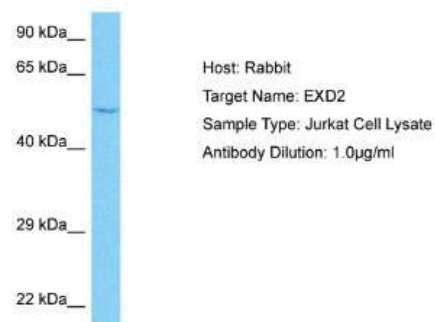 90 kDa
65 kDa
40 kDa
29 kDa
22 kDa
Host: Rabbit
Target Name: EXD2
Sample Type: Jurkat Cell Lysate
Antibody Dilution: 1.0µg/ml